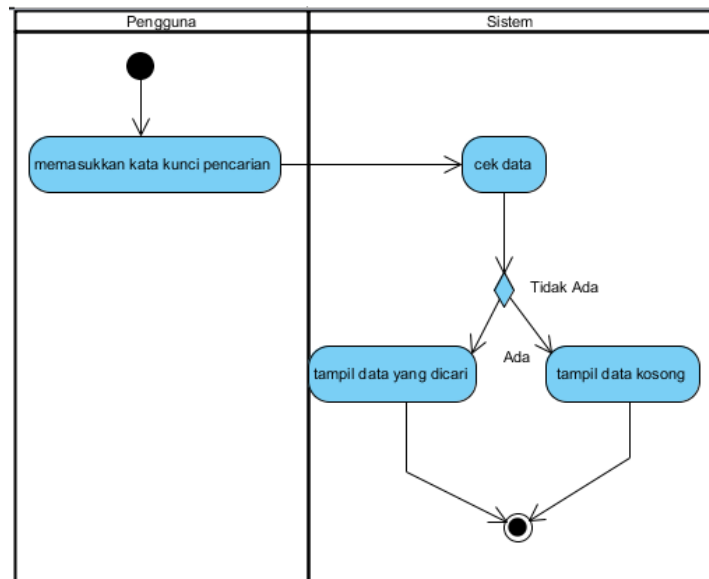 Pengguna
Sistem
memasukkan kata kunci pencarian
cek data
Tidak Ada
Ada
tampil data yang dicari
tampil data kosong